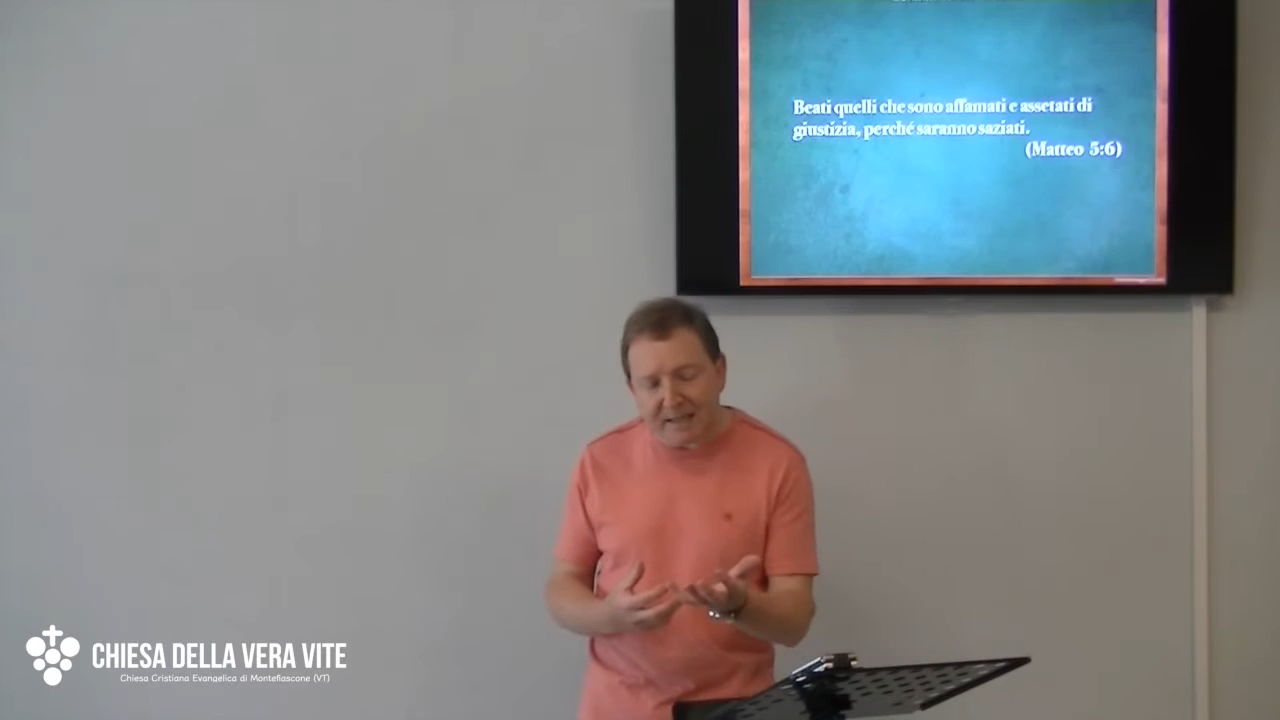 Beati quelli che sono affamati e assetati di
giustizia, perché saranno saziati.
(Matteo 5:6)
CHIESA DELLA VERA VITE
Chiesa Cristiana Evangelica di Montefiascone (VT)